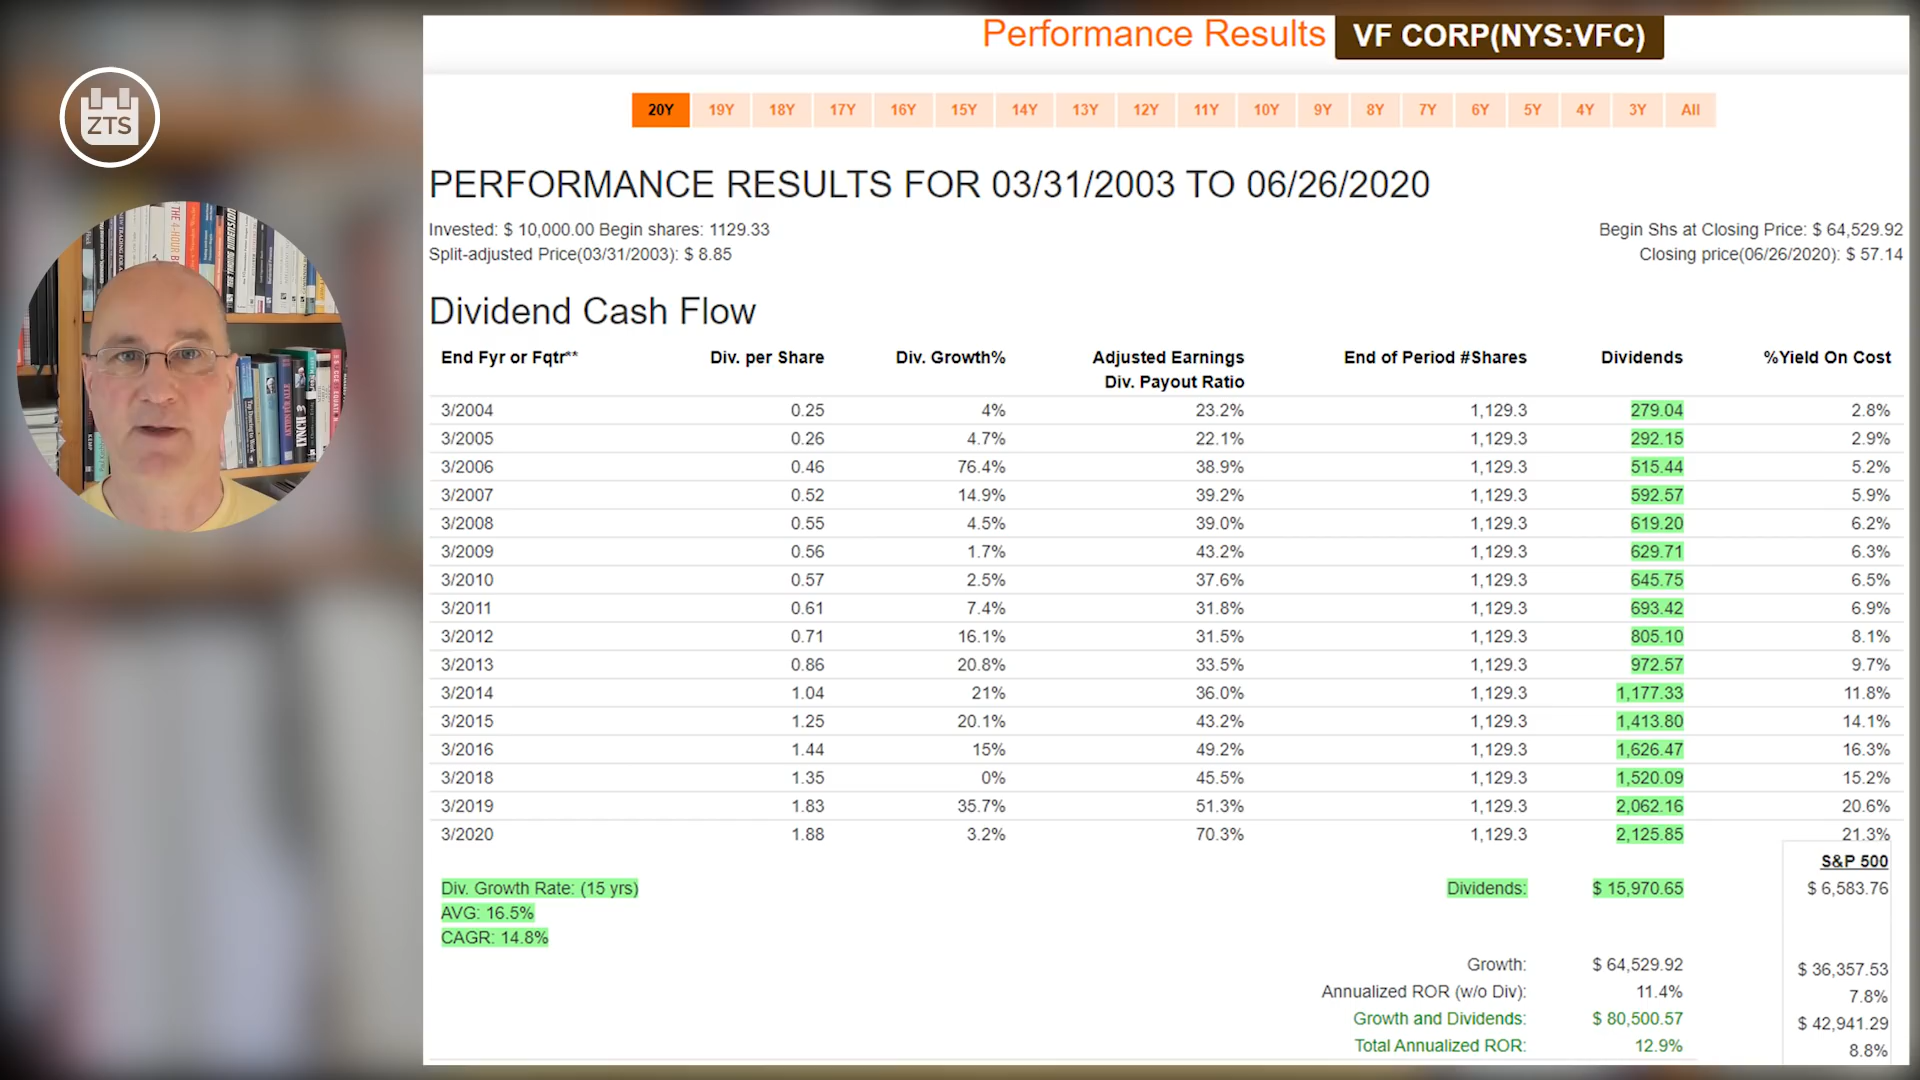 Performance Results VF CORP(NYS:VFC)
ZTS
20Y 19Y 18Y 17Y 16Y 15Y 14Y 13Y 12Y 11Y 10Y 9Y 8Y 7Y 6Y 5Y 4Y 3Y All
PERFORMANCE RESULTS FOR 03/31/2003 TO 06/26/2020
Invested: $ 10,000.00 Begin shares: 1129.33 Begin Shs at Closing Price: $ 64,529.92
Split-adjusted Price(03/31/2003): $ 8.85 Closing price(06/26/2020): $ 57.14
Dividend Cash Flow
End Fyr or Fqtr** Div. per Share Div. Growth% Adjusted Earnings End of Period #Shares Dividends %Yield On Cost
Div. Payout Ratio
3/2004 0.25 4% 23.2% 1,129.3 279.04 2.8%
3/2005 0.26 4.7% 22.1% 1,129.3 292.15 2.9%
3/2006 0.46 76.4% 38.9% 1,129.3 515.44 5.2%
3/2007 0.52 14.9% 39.2% 1,129.3 592.57 5.9%
3/2008 0.55 4.5% 39.0% 1,129.3 619.20 6.2%
3/2009 0.56 1.7% 43.2% 1,129.3 629.71 6.3%
3/2010 0.57 2.5% 37.6% 1,129.3 645.75 6.5%
3/2011 0.61 7.4% 31.8% 1,129.3 693.42 6.9%
3/2012 0.71 16.1% 31.5% 1,129.3 805.10 8.1%
3/2013 0.86 20.8% 33.5% 1,129.3 972.57 9.7%
3/2014 1.04 21% 36.0% 1,129.3 1,177.33 11.8%
3/2015 1.25 20.1% 43.2% 1,129.3 1,413.80 14.1%
3/2016 1.44 15% 49.2% 1,129.3 1,626.47 16.3%
3/2018 1.35 0% 45.5% 1,129.3 1,520.09 15.2%
3/2019 1.83 35.7% 51.3% 1,129.3 2,062.16 20.6%
3/2020 1.88 3.2% 70.3% 1,129.3 2,125.85 21.3%
S&P 500
Div. Growth Rate: (15 yrs) Dividends: $ 15,970.65 $ 6,583.76
AVG: 16.5%
CAGR: 14.8%
Growth: $ 64,529.92 $ 36,357.53
Annualized ROR (w/o Div): 11.4% 7.8%
Growth and Dividends: $ 80,500.57 $ 42,941.29
Total Annualized ROR: 12.9% 8.8%